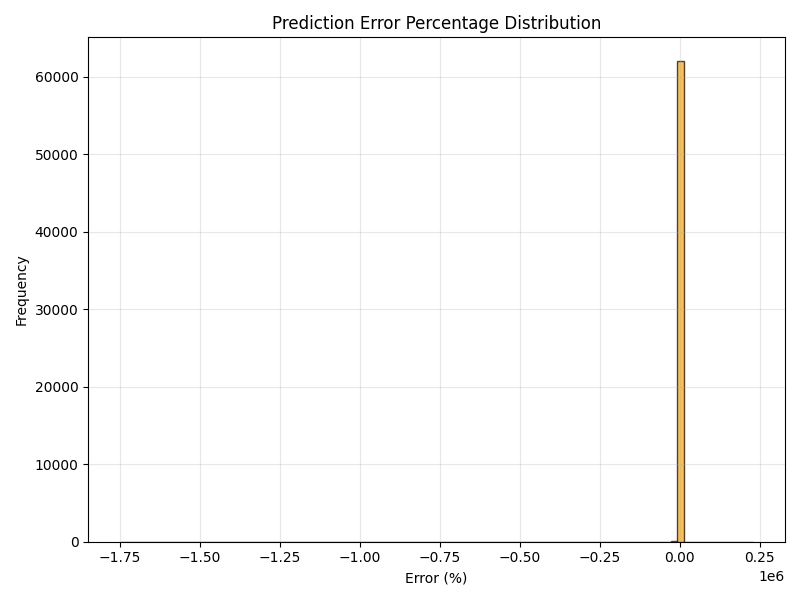 Prediction Error Percentage Distribution
Frequency
60000
50000
40000
30000
20000
10000
0
−1.75 −1.50 −1.25 −1.00 −0.75 −0.50 −0.25 0.00 0.25
1e6
Error (%)